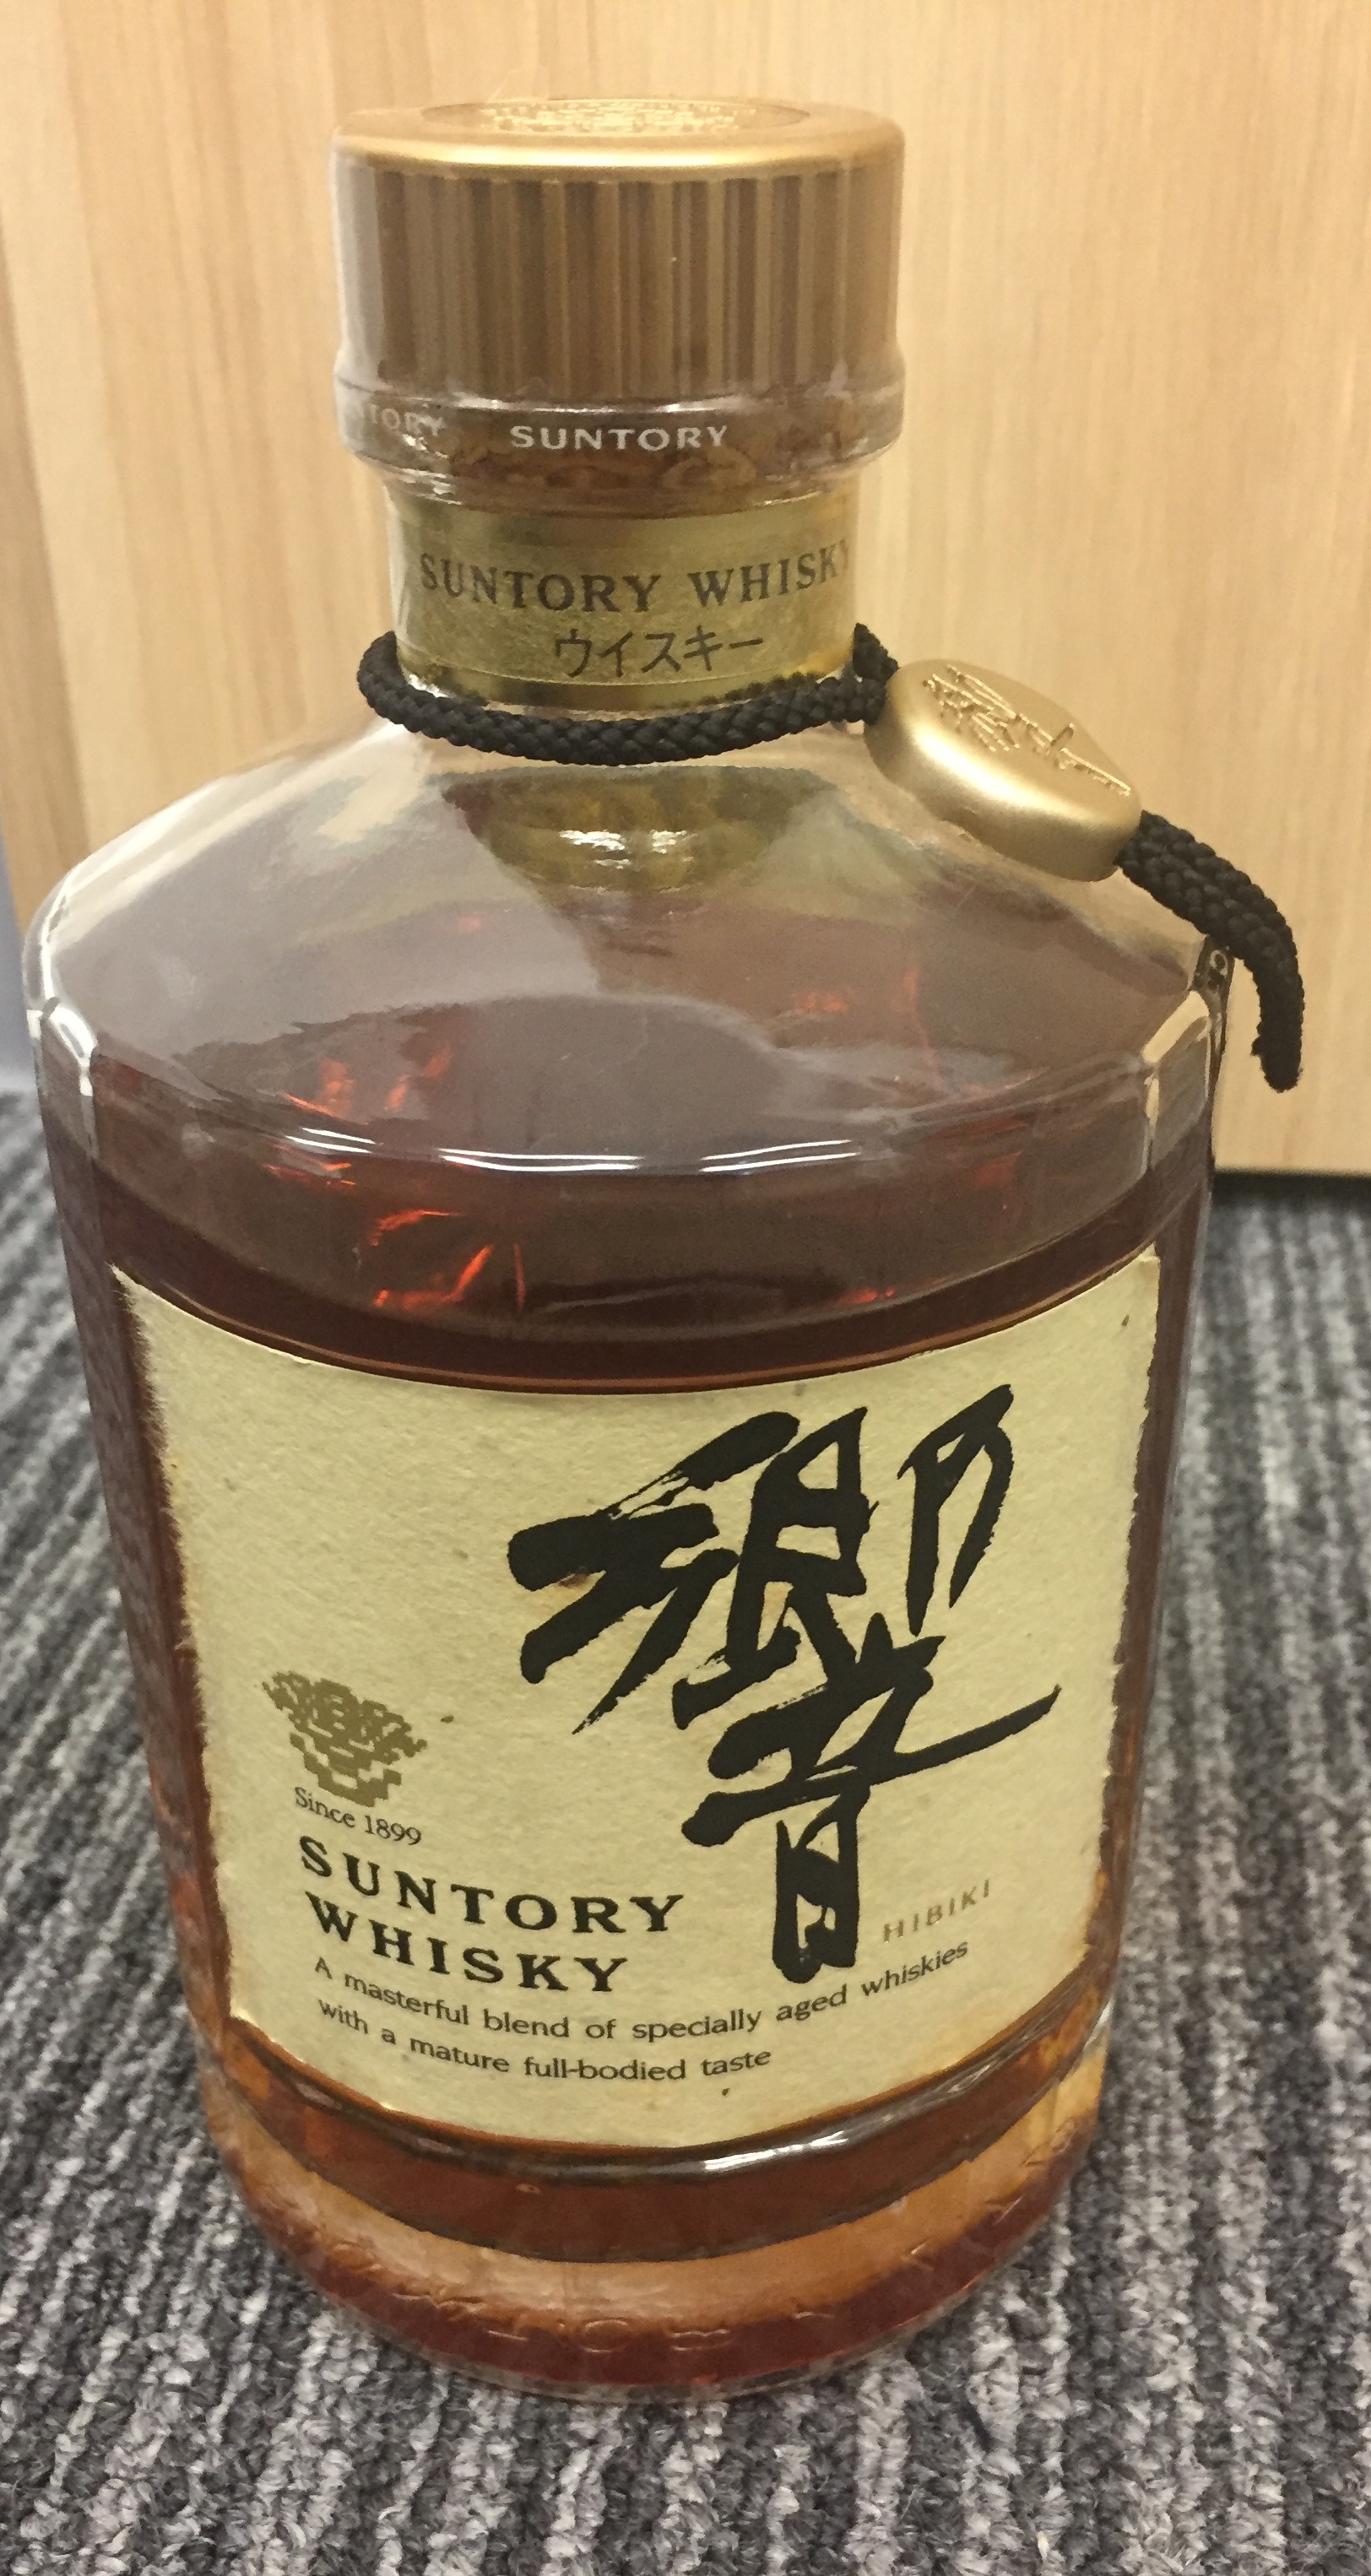 SUNTORY
SUNTORY WHISKY
ウイスキー
響
HIBIKI
Since 1899
SUNTORY
WHISKY
A masterful blend of specially aged whiskies
with a mature full-bodied taste